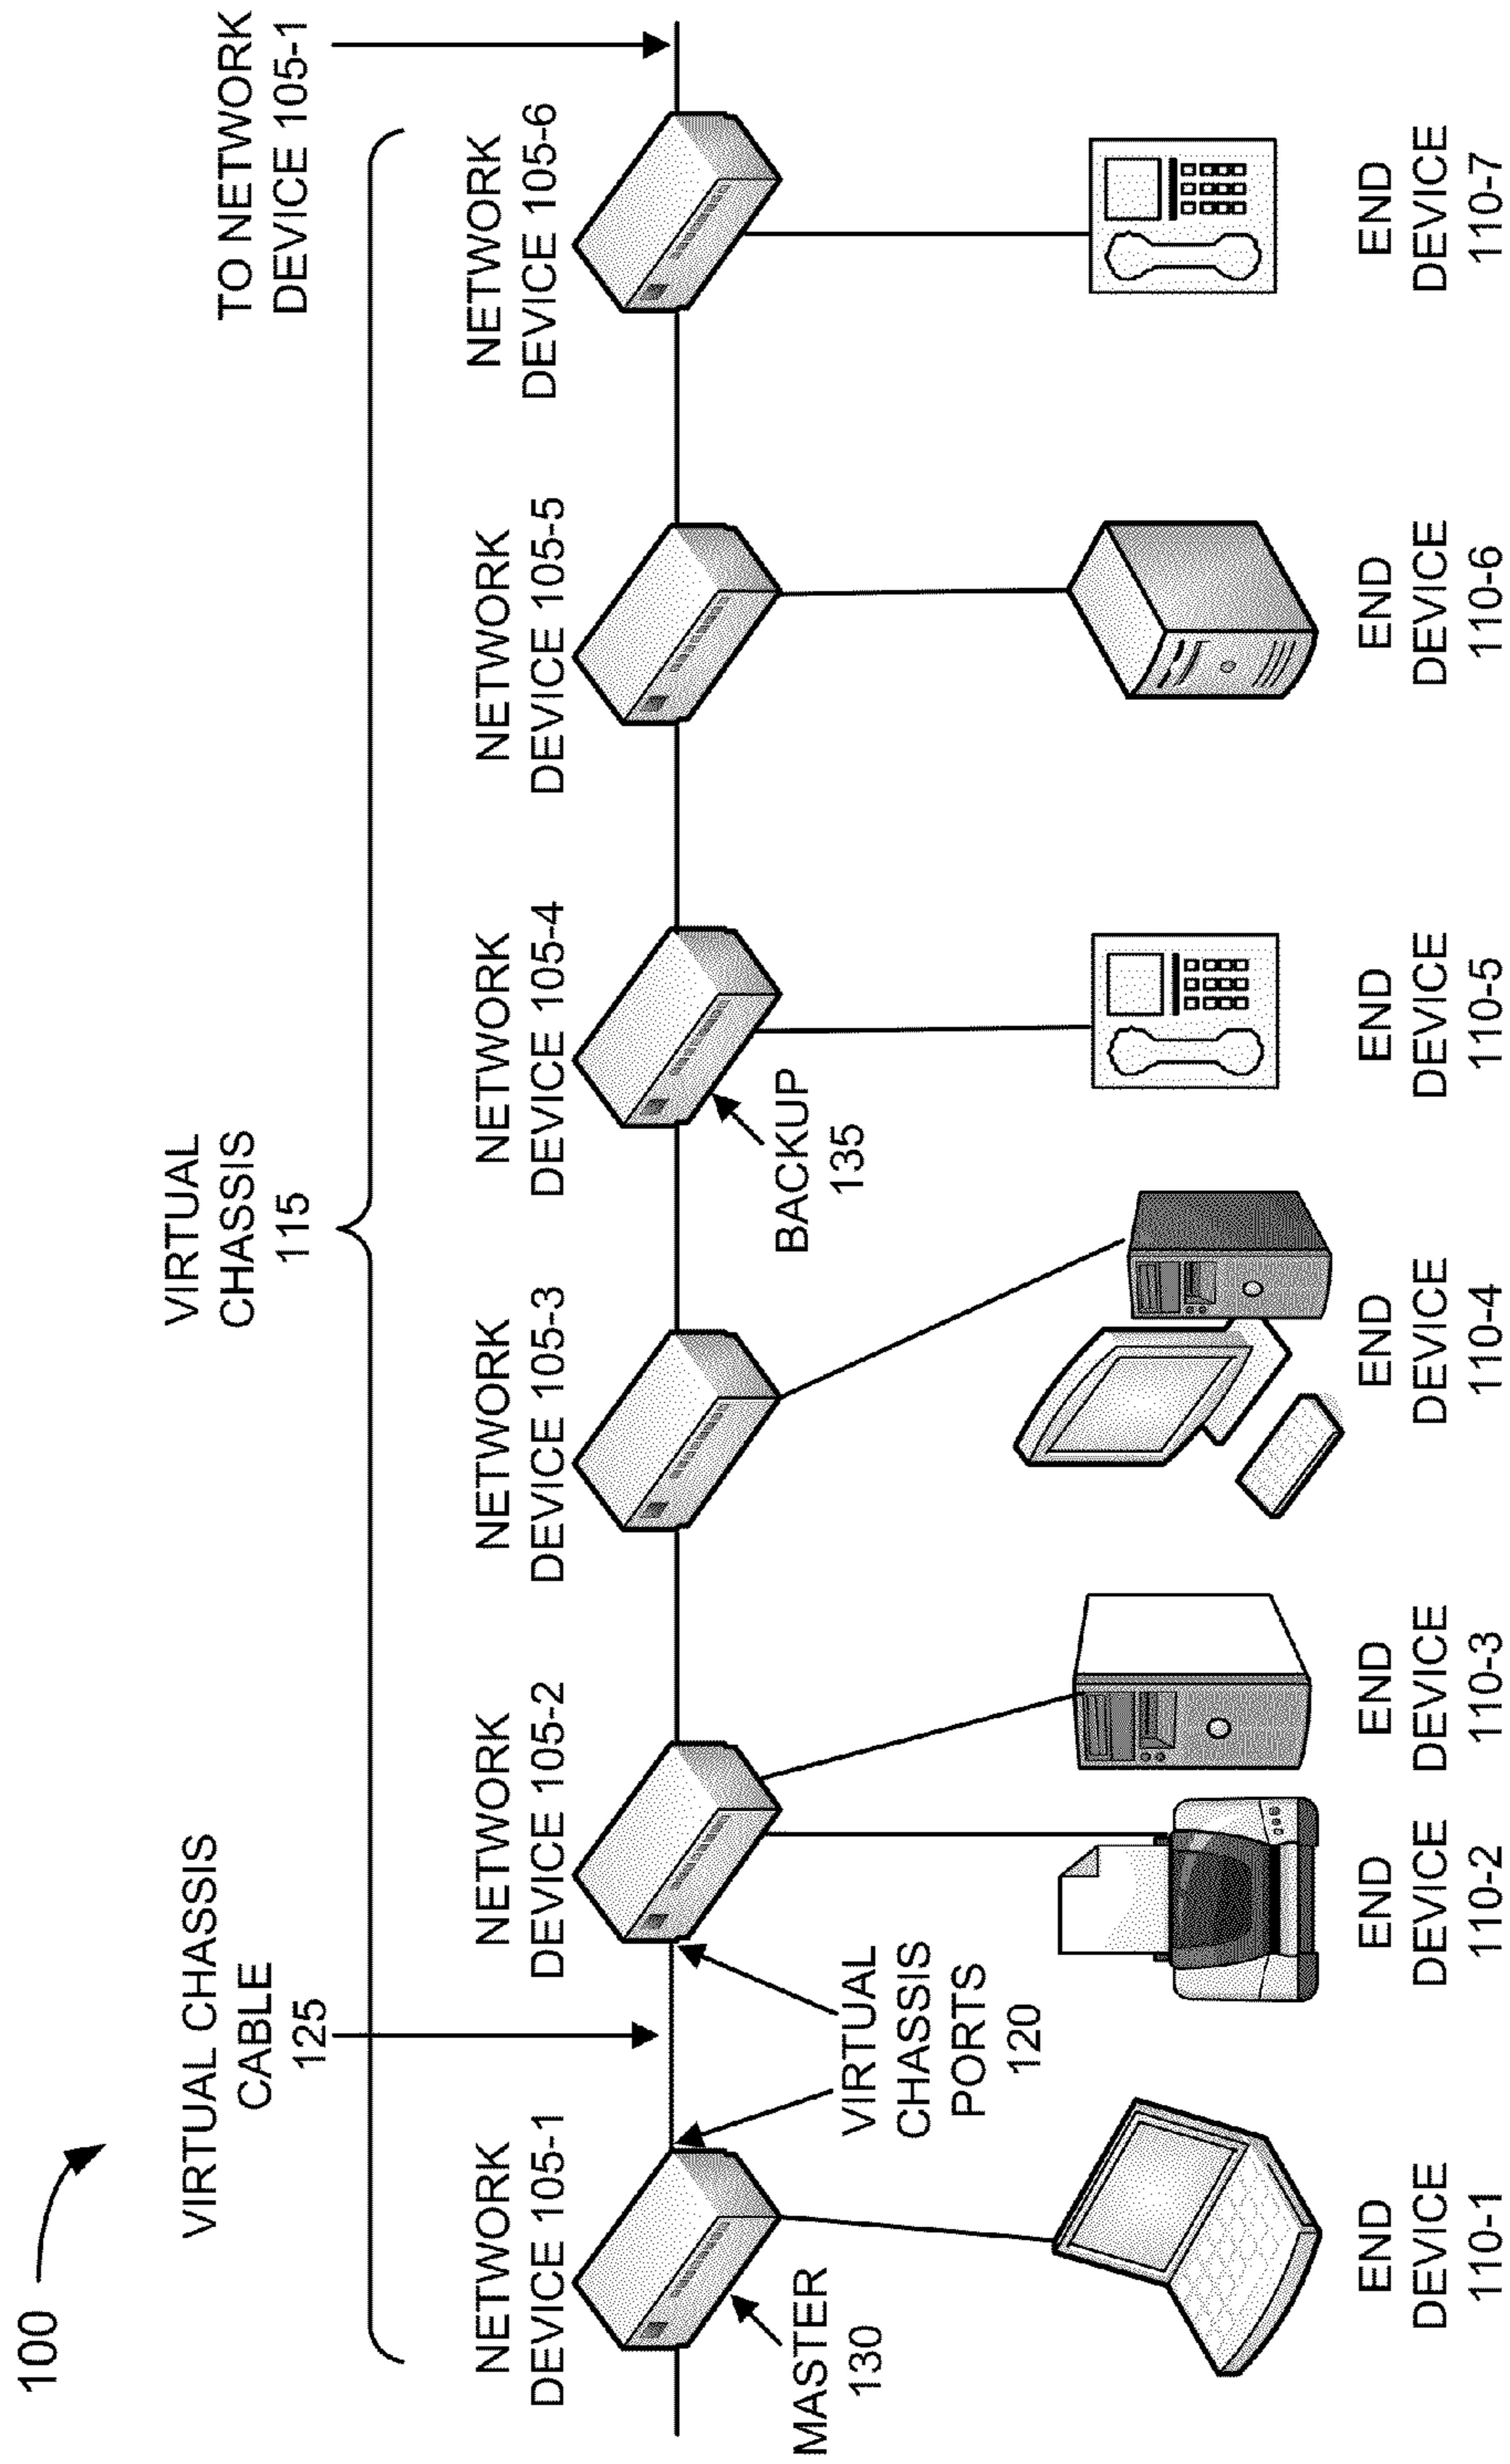 100
VIRTUAL CHASSIS
CABLE
125
VIRTUAL
CHASSIS
115
TO NETWORK
DEVICE 105-1
NETWORK
DEVICE 105-1
NETWORK
DEVICE 105-2
NETWORK
DEVICE 105-3
NETWORK
DEVICE 105-4
NETWORK
DEVICE 105-5
NETWORK
DEVICE 105-6
MASTER
130
VIRTUAL
CHASSIS
PORTS
120
BACKUP
135
END
DEVICE
110-1
END
DEVICE
110-2
END
DEVICE
110-3
END
DEVICE
110-4
END
DEVICE
110-5
END
DEVICE
110-6
END
DEVICE
110-7